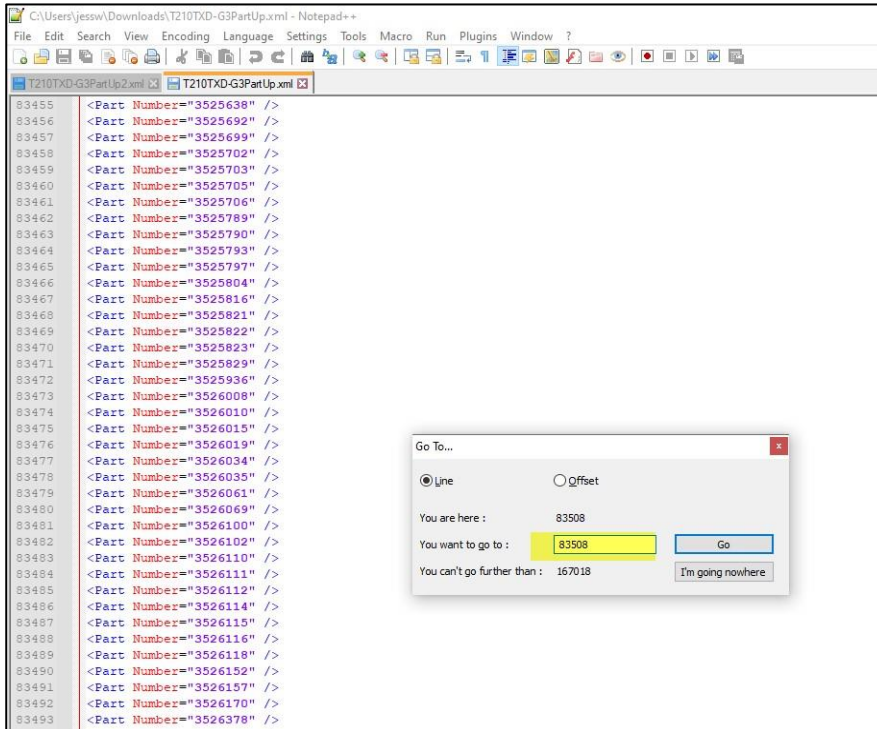 C:\Users\jessw\Downloads\T210TXD-G3PartUp.xml - Notepad++
File Edit Search View Encoding Language Settings Tools Macro Run Plugins Window ?
T210TXD-G3PartUp2.xml T210TXD-G3PartUp.xml
83455 <Part Number="3525638" />
83456 <Part Number="3525692" />
83457 <Part Number="3525699" />
83458 <Part Number="3525702" />
83459 <Part Number="3525703" />
83460 <Part Number="3525705" />
83461 <Part Number="3525706" />
83462 <Part Number="3525789" />
83463 <Part Number="3525790" />
83464 <Part Number="3525793" />
83465 <Part Number="3525797" />
83466 <Part Number="3525804" />
83467 <Part Number="3525816" />
83468 <Part Number="3525821" />
83469 <Part Number="3525822" />
83470 <Part Number="3525823" />
83471 <Part Number="3525829" />
83472 <Part Number="3525936" />
83473 <Part Number="3526008" />
83474 <Part Number="3526010" />
83475 <Part Number="3526015" />
83476 <Part Number="3526019" />
83477 <Part Number="3526034" />
83478 <Part Number="3526035" />
83479 <Part Number="3526061" />
83480 <Part Number="3526069" />
83481 <Part Number="3526100" />
83482 <Part Number="3526102" />
83483 <Part Number="3526110" />
83484 <Part Number="3526111" />
83485 <Part Number="3526112" />
83486 <Part Number="3526114" />
83487 <Part Number="3526115" />
83488 <Part Number="3526116" />
83489 <Part Number="3526118" />
83490 <Part Number="3526152" />
83491 <Part Number="3526157" />
83492 <Part Number="3526170" />
83493 <Part Number="3526378" />
Go To...
Line Offset
You are here : 83508
You want to go to : 83508 Go
You can't go further than : 167018 I'm going nowhere